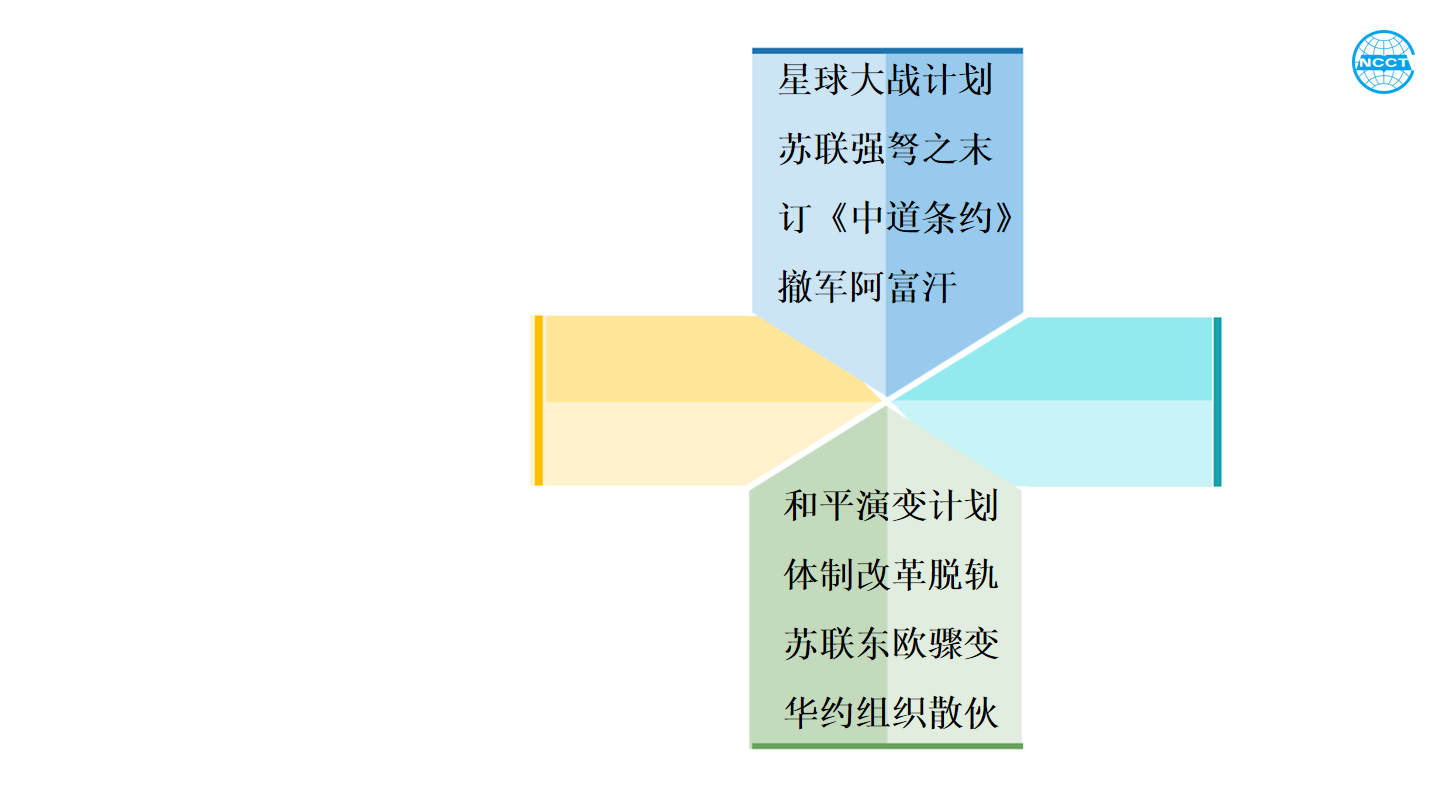 NCCT
星球大战计划
苏联强弩之末
订《中道条约》
撤军阿富汗
和平演变计划
体制改革脱轨
苏联东欧骤变
华约组织散伙